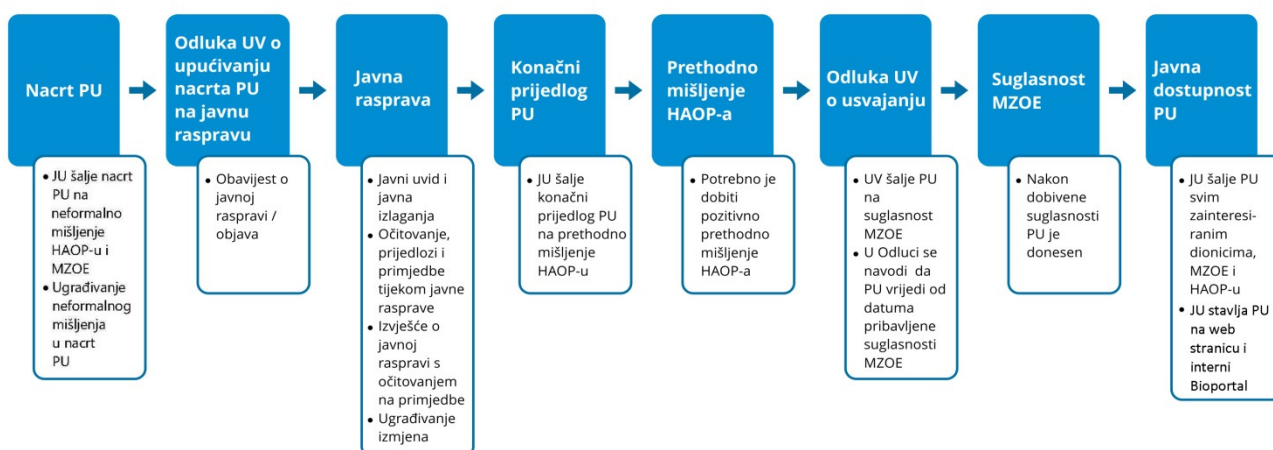 Nacrt PU
Odluka UV o
upućivanju
nacrta PU
na javnu
raspravu
Javna
rasprava
Konačni
prijedlog
PU
Prethodno
mišljenje
HAOP-a
Odluka UV
o usvajanju
Suglasnost
MZOE
Javna
dostupnost
PU
• JU šalje nacrt
PU na
neformalno
mišljenje
HAOP-u i
MZOE
• Ugrađivanje
neformalnog
mišljenja
u nacrt
PU
• Obavijest o
javnoj
raspravi /
objava
• Javni uvid i
javna
izlaganja
• Očitovanje,
prijedlozi i
primjedbe
tijekom javne
rasprave
• Izvješće o
javnoj
raspravi s
očitovanjem
na primjedbe
• Ugrađivanje
izmjena
• JU šalje
konačni
prijedlog PU
na prethodno
mišljenje
HAOP-u
• Potrebno je
dobiti
pozitivno
prethodno
mišljenje
HAOP-a
• UV šalje PU
na
suglasnost
MZOE
• U Odluci se
navodi da
PU vrijedi od
datuma
pribavljene
suglasnosti
MZOE
• Nakon
dobivene
suglasnosti
PU je
donesen
• JU šalje PU
svim
zainteresi-
ranim
dionicima,
MZOE i
HAOP-u
• JU stavlja PU
na web
stranicu i
interni
Bioportal